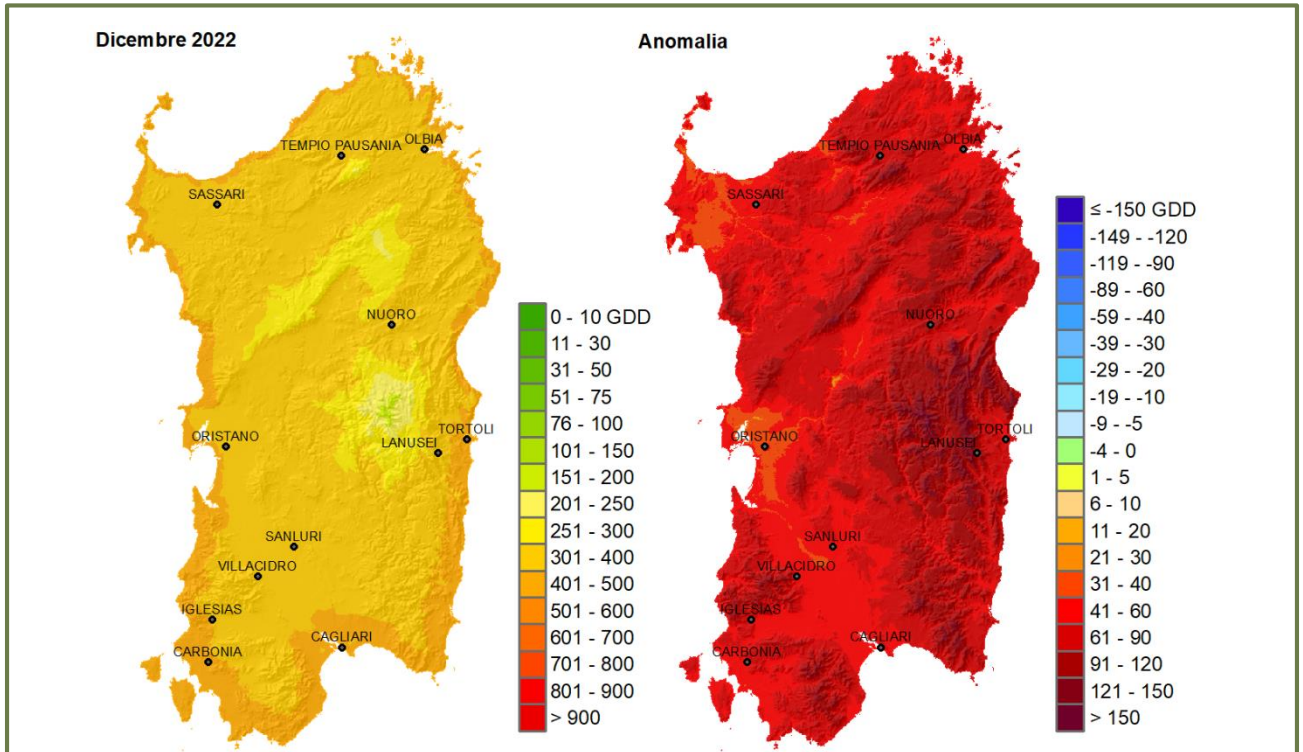 Dicembre 2022
TEMPIO PAUSANIA
OLBIA
SASSARI
NUORO
ORISTANO
TORTOLI
LANUSEI
SANLURI
VILLACIDRO
IGLESIAS
CAGLIARI
CARBONIA
0 - 10 GDD
11 - 30
31 - 50
51 - 75
76 - 100
101 - 150
151 - 200
201 - 250
251 - 300
301 - 400
401 - 500
501 - 600
601 - 700
701 - 800
801 - 900
> 900
Anomalia
TEMPIO PAUSANIA
OLBIA
SASSARI
NUORO
ORISTANO
TORTOLI
LANUSEI
SANLURI
VILLACIDRO
IGLESIAS
CAGLIARI
CARBONIA
≤ -150 GDD
-149 - -120
-119 - -90
-89 - -60
-59 - -40
-39 - -30
-29 - -20
-19 - -10
-9 - -5
-4 - 0
1 - 5
6 - 10
11 - 20
21 - 30
31 - 40
41 - 60
61 - 90
91 - 120
121 - 150
> 150